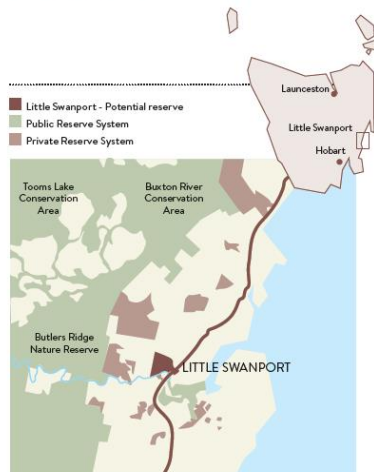 Launceston
Little Swanport
Hobart
Little Swanport - Potential reserve
Public Reserve System
Private Reserve System
Tooms Lake
Conservation
Area
Buxton River
Conservation
Area
Butlers Ridge
Nature Reserve
LITTLE SWANPORT